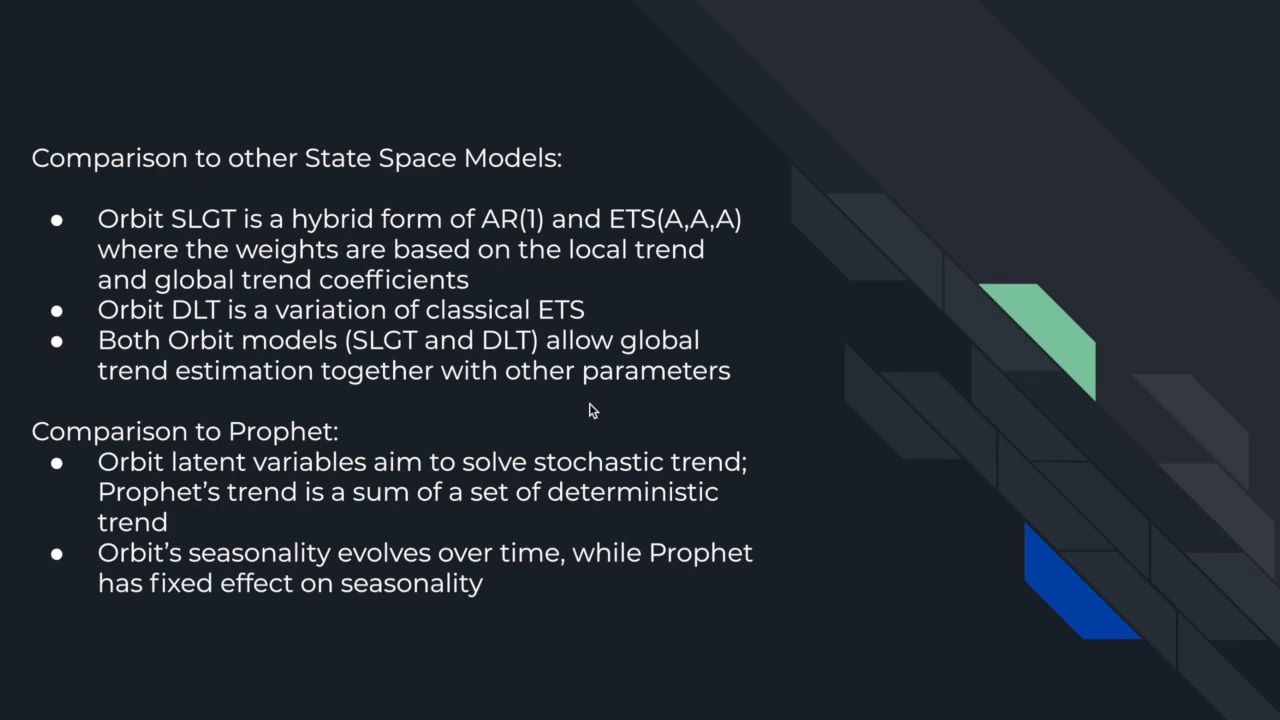 Comparison to other State Space Models:
● Orbit SLGT is a hybrid form of AR(1) and ETS(A,A,A)
where the weights are based on the local trend
and global trend coefficients
● Orbit DLT is a variation of classical ETS
● Both Orbit models (SLGT and DLT) allow global
trend estimation together with other parameters
Comparison to Prophet:
● Orbit latent variables aim to solve stochastic trend;
Prophet’s trend is a sum of a set of deterministic
trend
● Orbit’s seasonality evolves over time, while Prophet
has fixed effect on seasonality